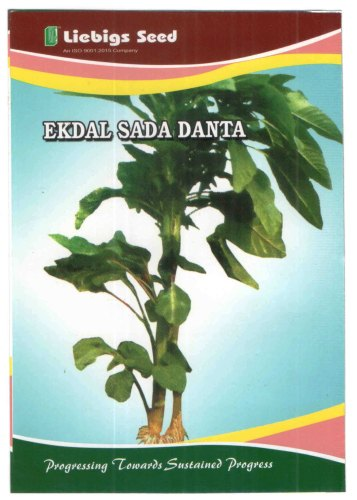 Liebigs Seed
An ISO 9001:2015 Company
EKDAL SADA DANTA
Progressing Towards Sustained Progress